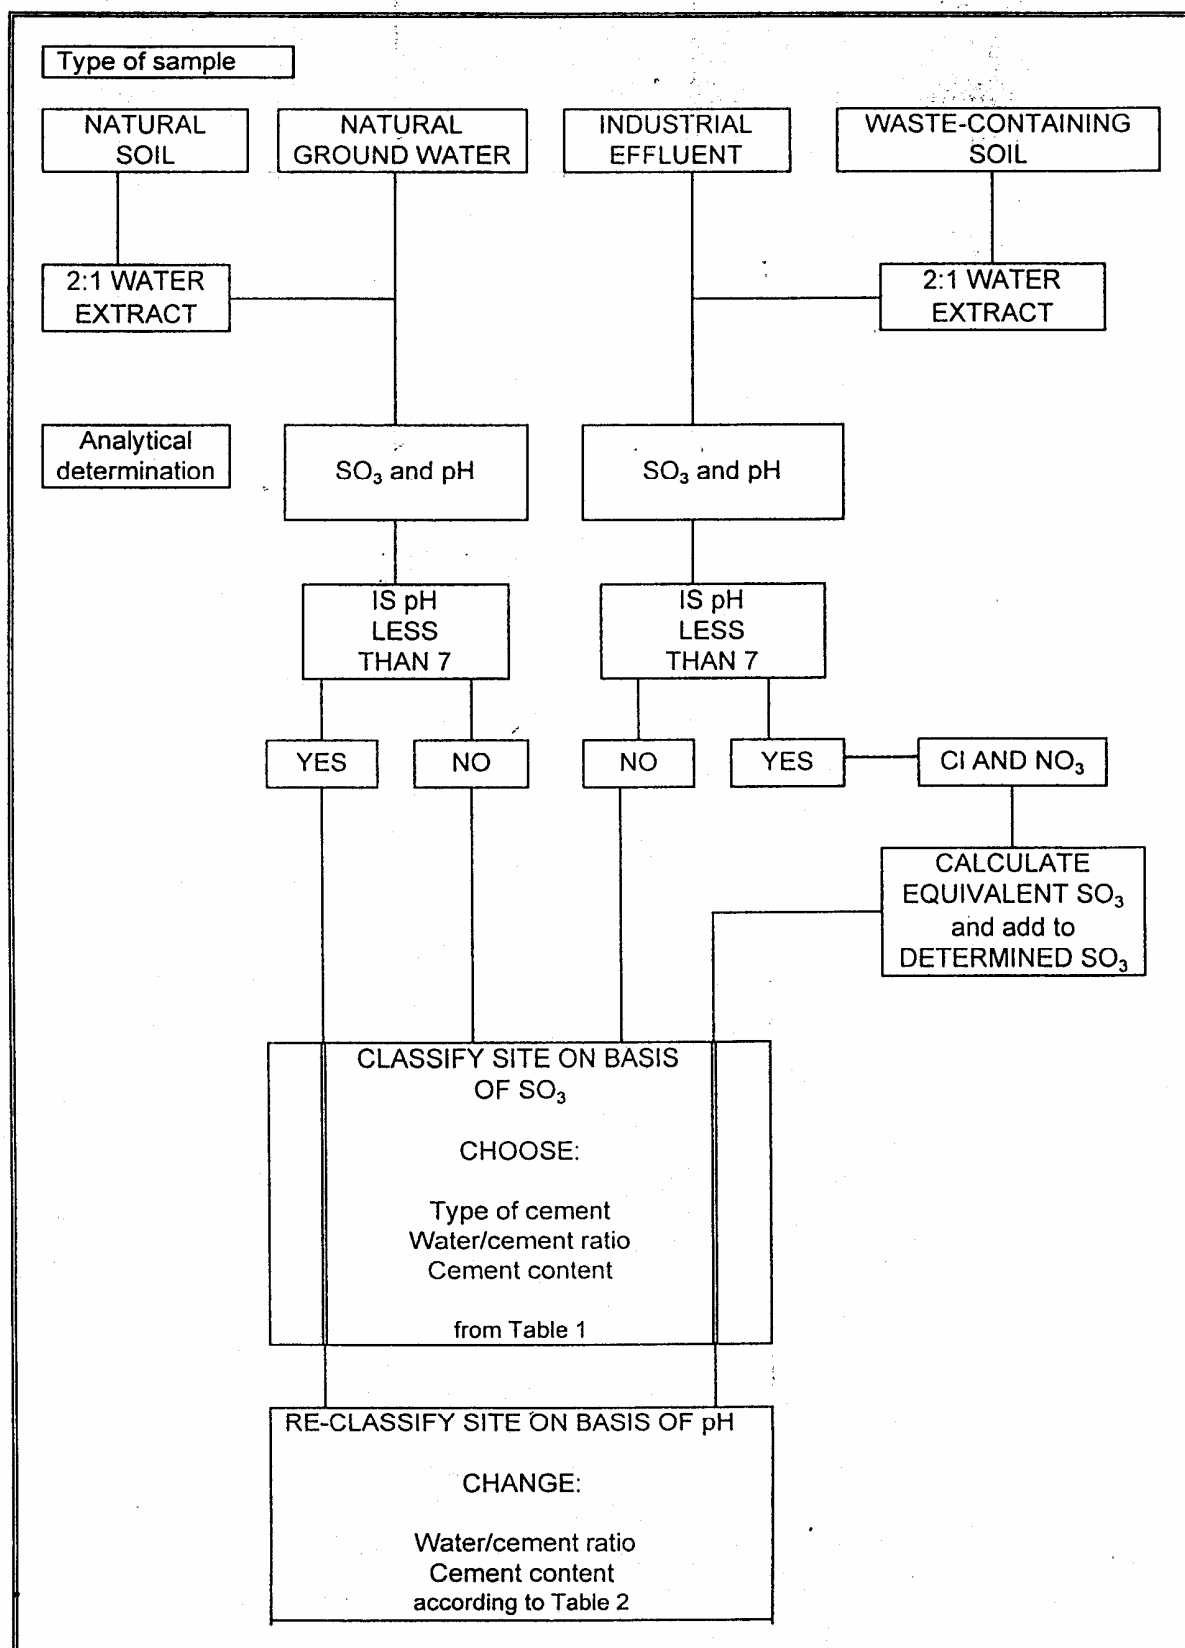 Type of sample
NATURAL
SOIL
NATURAL
GROUND WATER
INDUSTRIAL
EFFLUENT
WASTE-CONTAINING
SOIL
2:1 WATER
EXTRACT
2:1 WATER
EXTRACT
Analytical
determination
SO₃ and pH
SO₃ and pH
IS pH
LESS
THAN 7
IS pH
LESS
THAN 7
YES
NO
NO
YES
Cl AND NO₃
CALCULATE
EQUIVALENT SO₃
and add to
DETERMINED SO₃
CLASSIFY SITE ON BASIS
OF SO₃
CHOOSE:
Type of cement
Water/cement ratio
Cement content
from Table 1
RE-CLASSIFY SITE ON BASIS OF pH
CHANGE:
Water/cement ratio
Cement content
according to Table 2